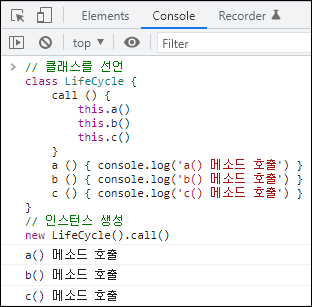 Elements Console Recorder
top Filter
> // 클래스를 선언
class LifeCycle {
    call () {
        this.a()
        this.b()
        this.c()
    }
    a () { console.log('a() 메소드 호출') }
    b () { console.log('b() 메소드 호출') }
    c () { console.log('c() 메소드 호출') }
}
// 인스턴스 생성
new LifeCycle().call()
a() 메소드 호출
b() 메소드 호출
c() 메소드 호출